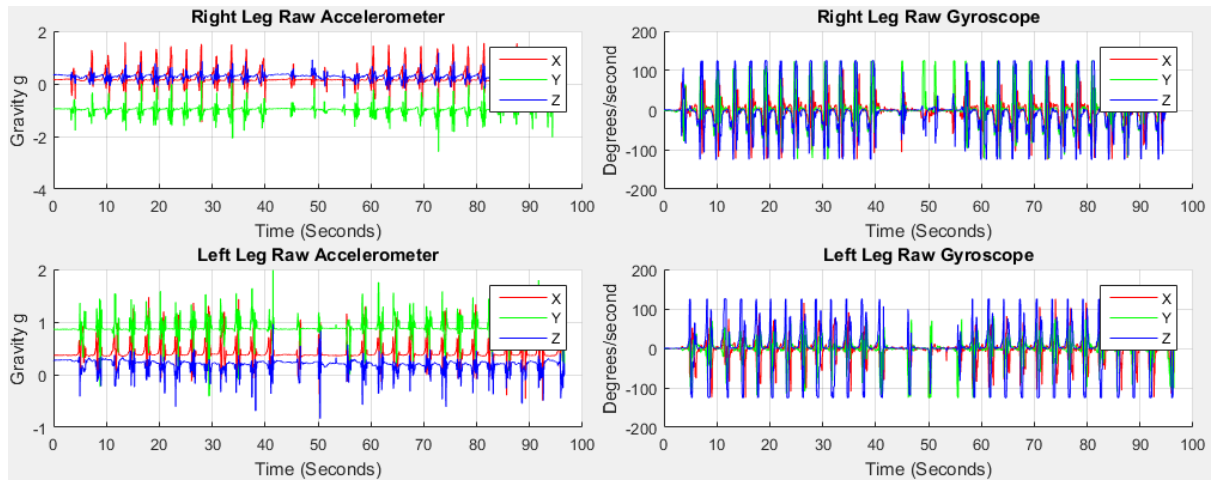 Right Leg Raw Accelerometer
Gravity g
2
0
-2
-4
0 10 20 30 40 50 60 70 80 90 100
Time (Seconds)
X
Y
Z
Right Leg Raw Gyroscope
Degrees/second
200
100
0
-100
-200
0 10 20 30 40 50 60 70 80 90 100
Time (Seconds)
X
Y
Z
Left Leg Raw Accelerometer
Gravity g
2
1
0
-1
0 10 20 30 40 50 60 70 80 90 100
Time (Seconds)
X
Y
Z
Left Leg Raw Gyroscope
Degrees/second
200
100
0
-100
-200
0 10 20 30 40 50 60 70 80 90 100
Time (Seconds)
X
Y
Z